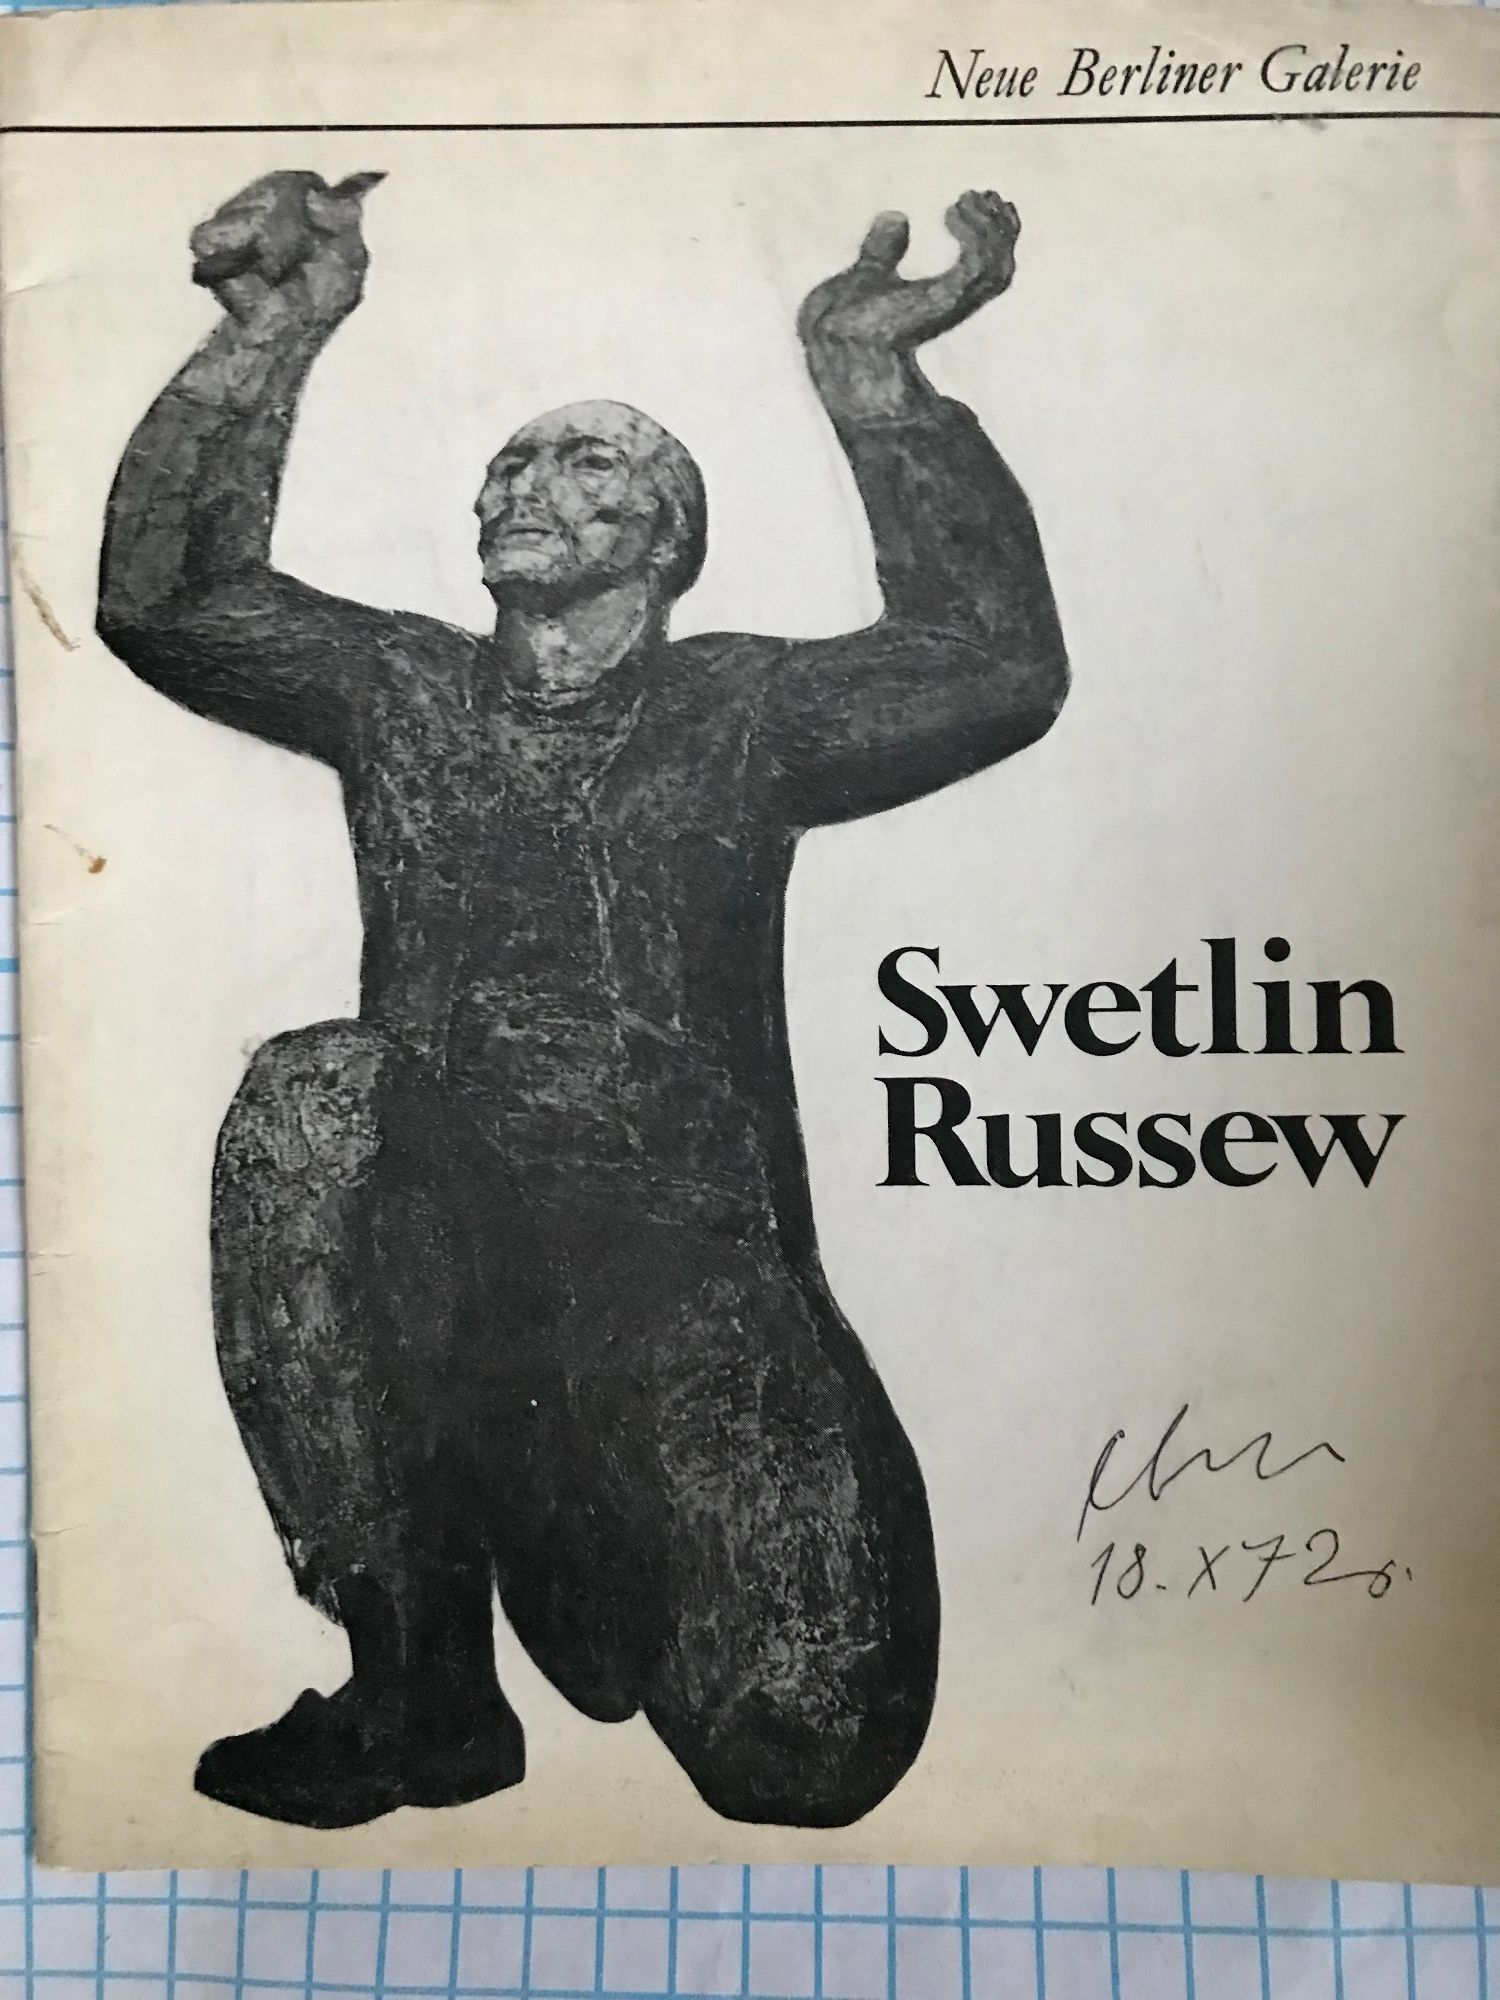 Neue Berliner Galerie
Swetlin
Russew
18. X 72 г.